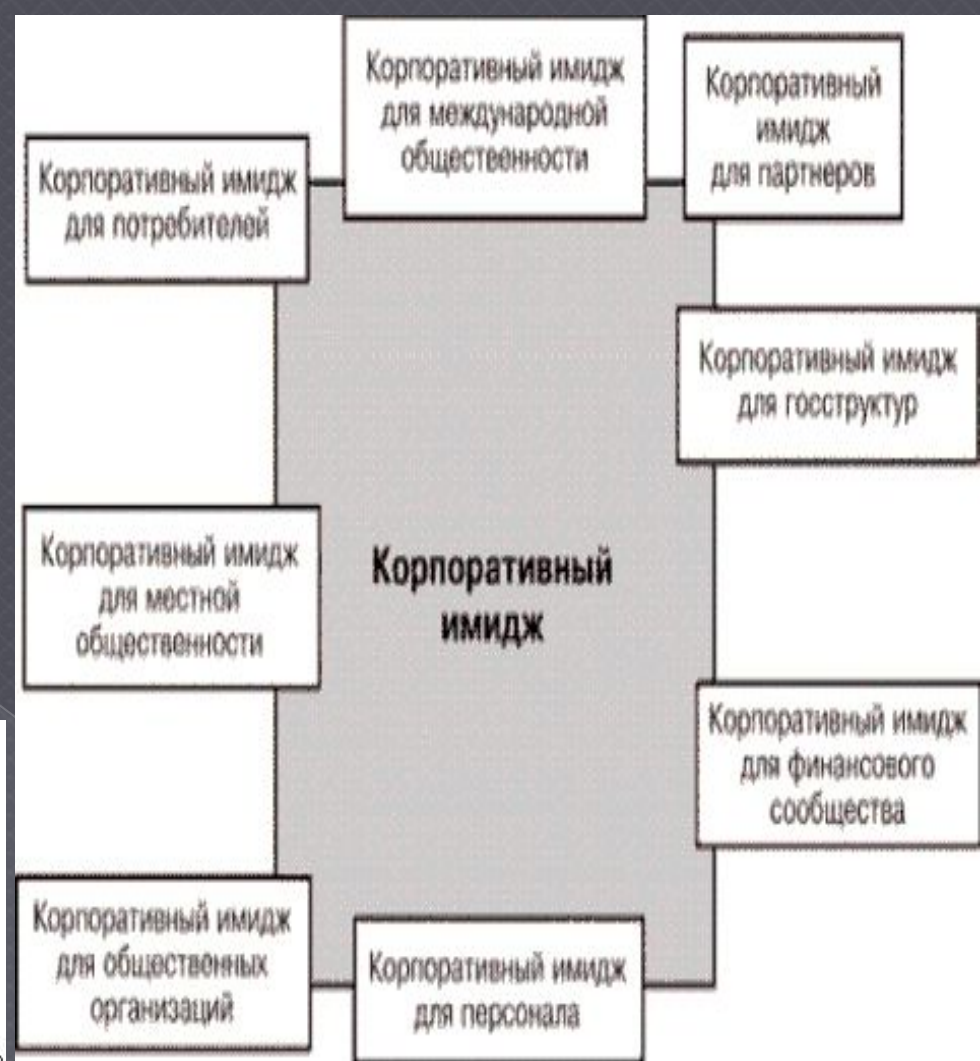 Корпоративный имидж
для международной
общественности
Корпоративный
имидж
для партнеров
Корпоративный имидж
для потребителей
Корпоративный имидж
для госструктур
Корпоративный имидж
для местной
общественности
Корпоративный
имидж
Корпоративный имидж
для финансового
сообщества
Корпоративный имидж
для общественных
организаций
Корпоративный имидж
для персонала